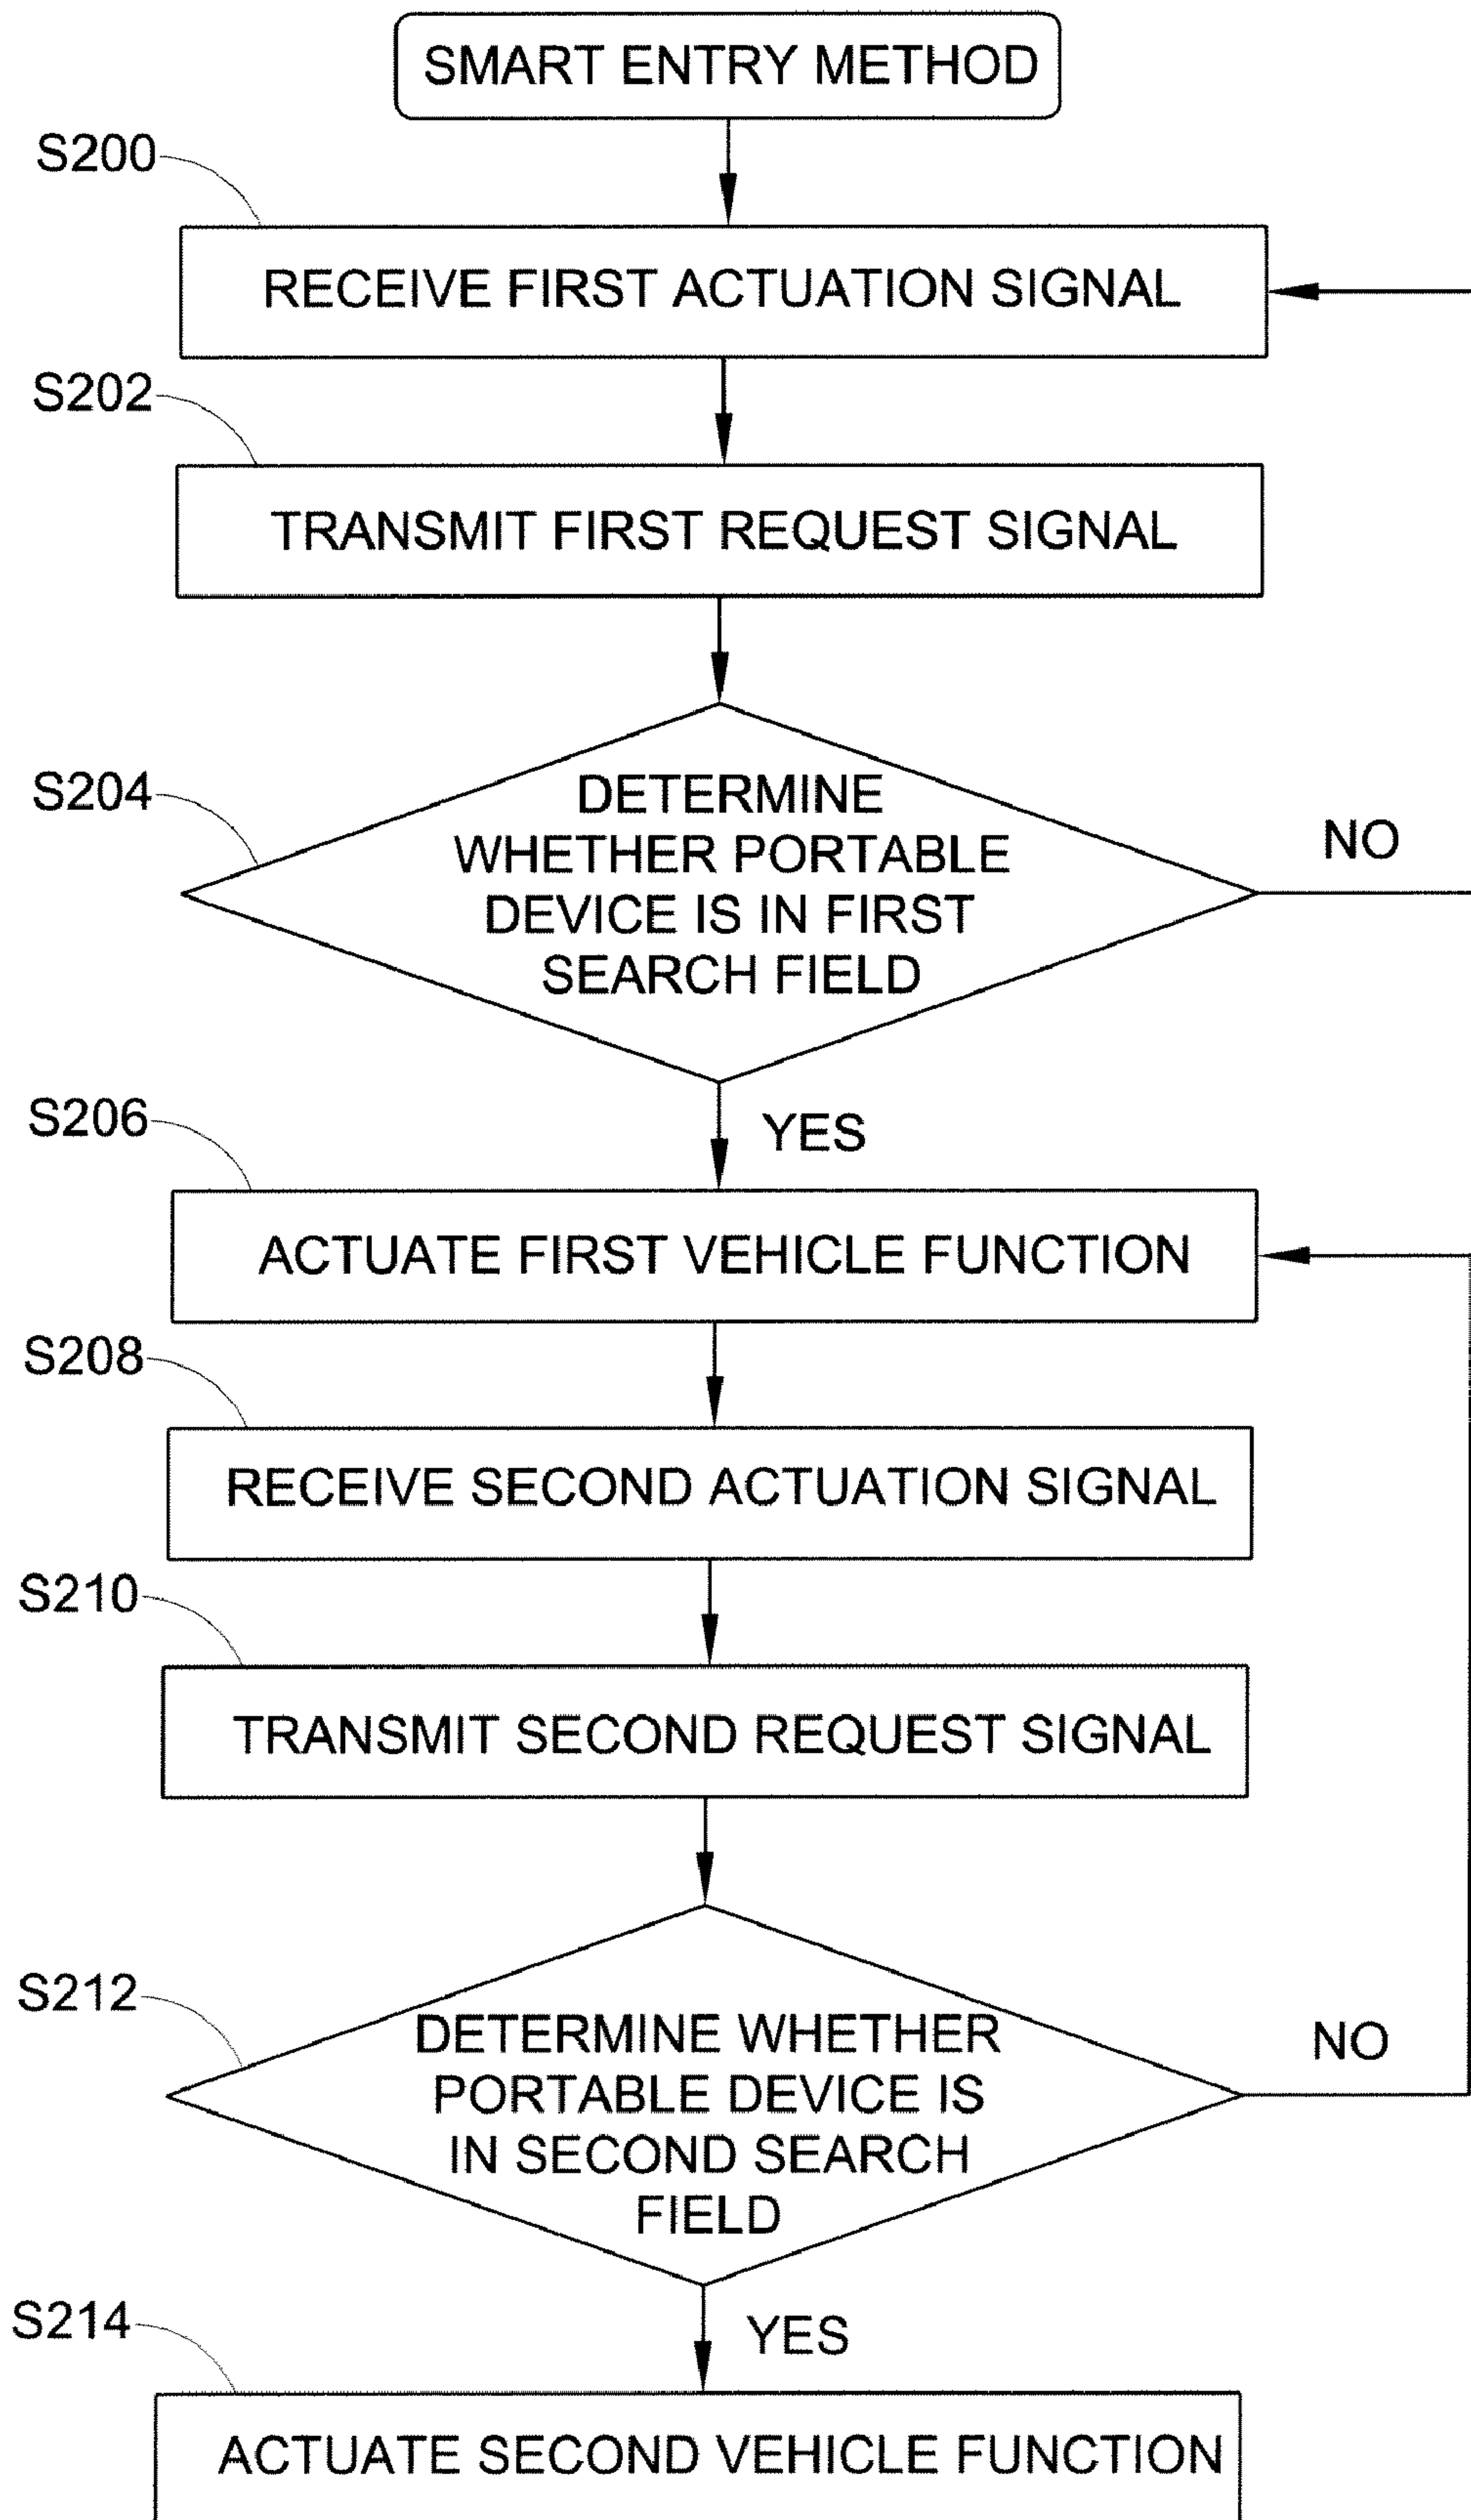 SMART ENTRY METHOD
S200
RECEIVE FIRST ACTUATION SIGNAL
S202
TRANSMIT FIRST REQUEST SIGNAL
S204
DETERMINE
WHETHER PORTABLE
DEVICE IS IN FIRST
SEARCH FIELD
NO
YES
S206
ACTUATE FIRST VEHICLE FUNCTION
S208
RECEIVE SECOND ACTUATION SIGNAL
S210
TRANSMIT SECOND REQUEST SIGNAL
S212
DETERMINE WHETHER
PORTABLE DEVICE IS
IN SECOND SEARCH
FIELD
NO
YES
S214
ACTUATE SECOND VEHICLE FUNCTION